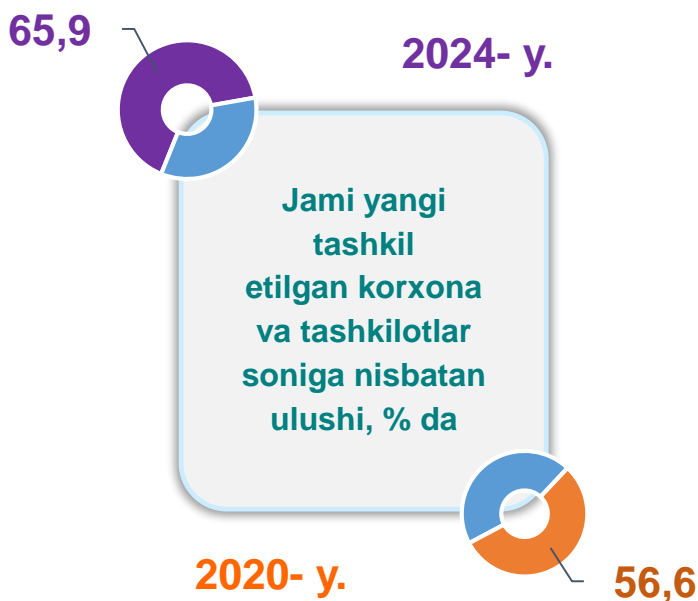 65,9
2024- y.
Jami yangi
tashkil
etilgan korxona
va tashkilotlar
soniga nisbatan
ulushi, % da
2020- y.
56,6